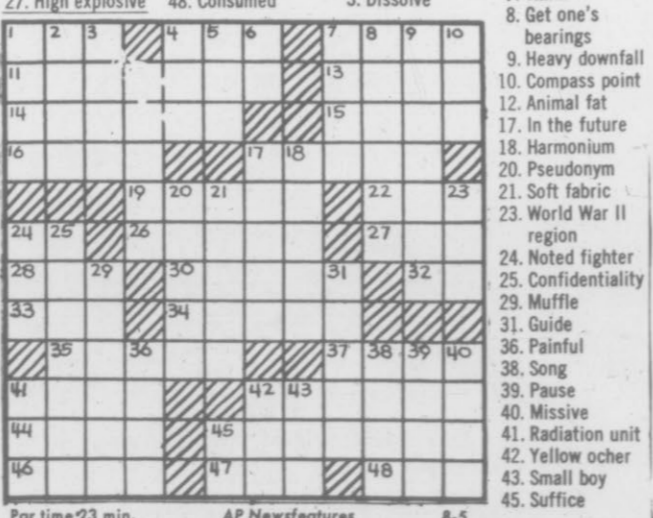 27. High explosive 48. Consumed 5. Dissolve
8. Get one's
bearings
9. Heavy downfall
10. Compass point
12. Animal fat
17. In the future
18. Harmonium
20. Pseudonym
21. Soft fabric
23. World War II
region
24. Noted fighter
25. Confidentiality
29. Muffle
31. Guide
36. Painful
38. Song
39. Pause
40. Missive
41. Radiation unit
42. Yellow ocher
43. Small boy
45. Suffice
1 2 3 4 5 6 7 8 9 10
11 13
14 15
16 17 18
19 20 21 22 23
24 25 26 27
28 29 30 31 32
33 34
35 36 37 38 39 40
41 42 43
44 45
46 47 48
Par time 23 min. AP Newsfeatures 8-5